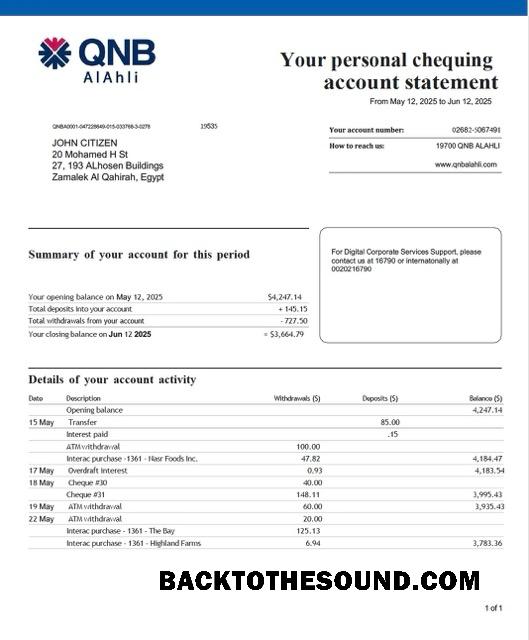 QNB
AlAhli
Your personal chequing
account statement
From May 12, 2025 to Jun 12, 2025
QNBA0001-047228649-015-033766-3-0276 19535
JOHN CITIZEN
20 Mohamed H St
27, 193 ALhosen Buildings
Zamalek Al Qahirah, Egypt
Your account number: 02682-5067491
How to reach us: 19700 QNB ALAHLI
www.qnbalahli.com
Summary of your account for this period
For Digital Corporate Services Support, please
contact us at 16790 or internatonally at
0020216790
Your opening balance on May 12, 2025 $4,247.14
Total deposits into your account + 145.15
Total withdrawals from your account - 727.50
Your closing balance on Jun 12 2025 = $3,664.79
Details of your account activity
Date Description Withdrawals ($) Deposits ($) Balance ($)
Opening balance 4,247.14
15 May Transfer 85.00
Interest paid .15
ATM withdrawal 100.00
Interac purchase -1361 - Nasr Foods Inc. 47.82 4,184.47
17 May Overdraft Interest 0.93 4,183.54
18 May Cheque #30 40.00
Cheque #31 148.11 3,995.43
19 May ATM withdrawal 60.00 3,935.43
22 May ATM withdrawal 20.00
Interac purchase - 1361 - The Bay 125.13
Interac purchase - 1361 - Highland Farms 6.94 3,783.36
BACKTOTHESOUND.COM
1 of 1